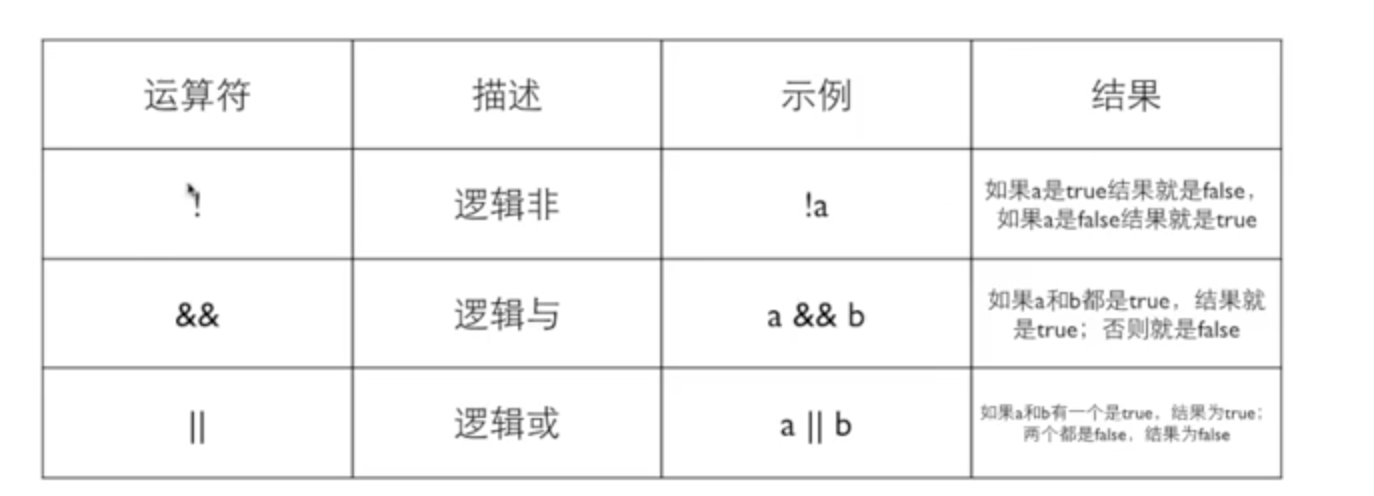 运算符 描述 示例 结果
! 逻辑非 !a 如果a是true结果就是false，
如果a是false结果就是true
&& 逻辑与 a && b 如果a和b都是true，结果就
是true；否则就是false
|| 逻辑或 a || b 如果a和b有一个是true，结果为true；
两个都是false，结果为false